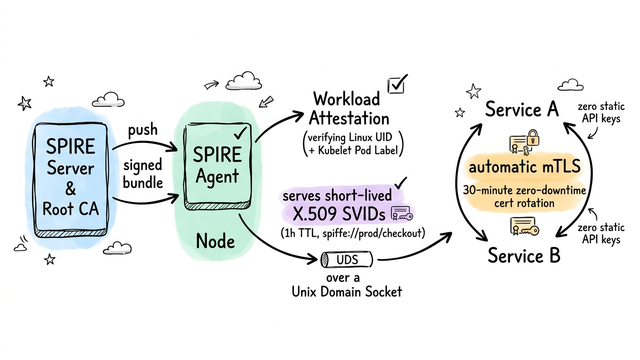 SPIRE
Server
&
Root CA
push
signed
bundle
SPIRE
Agent
Node
Workload
Attestation
(verifying Linux UID
+ Kubelet Pod Label)
serves short-lived
X.509 SVIDs
(1h TTL, spiffe://prod/checkout)
UDS
over a
Unix Domain Socket
Service A
automatic mTLS
30-minute zero-downtime
cert rotation
Service B
zero static
API keys
zero static
API keys